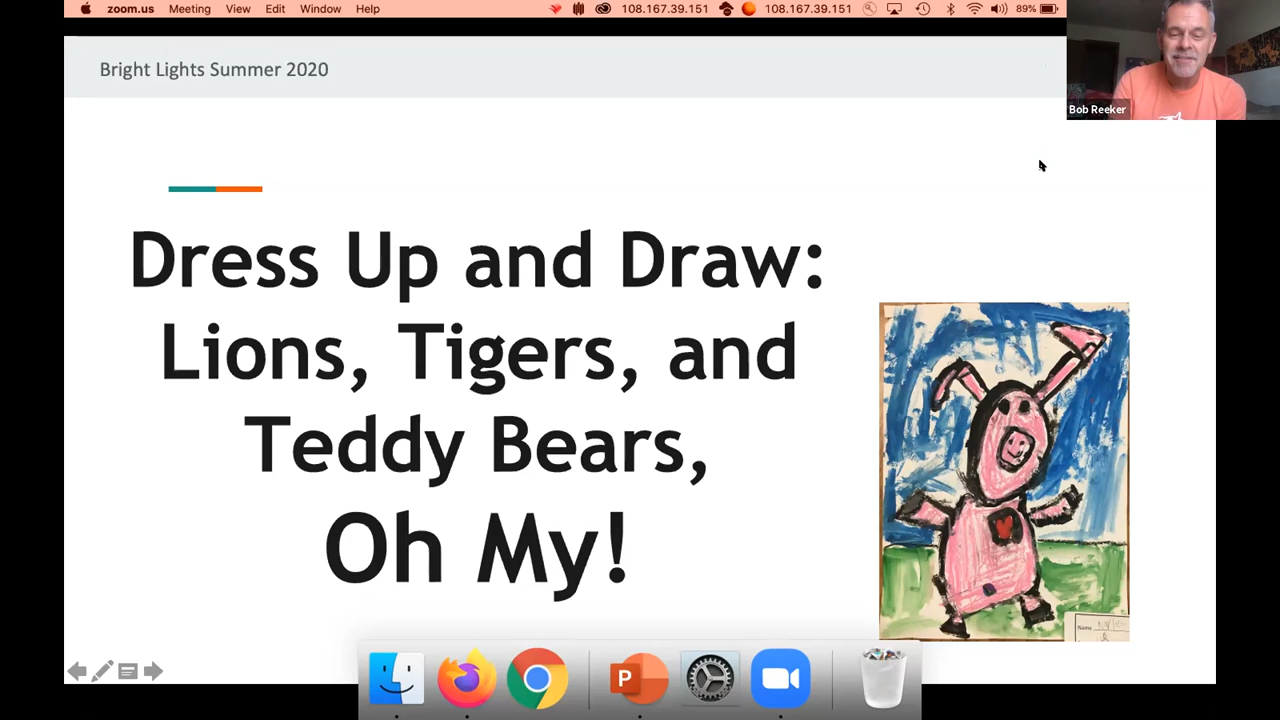 zoom.us Meeting View Edit Window Help 108.167.39.151 108.167.39.151 89%
Bright Lights Summer 2020
Bob Reeker
Dress Up and Draw:
Lions, Tigers, and
Teddy Bears,
Oh My!
Name
P